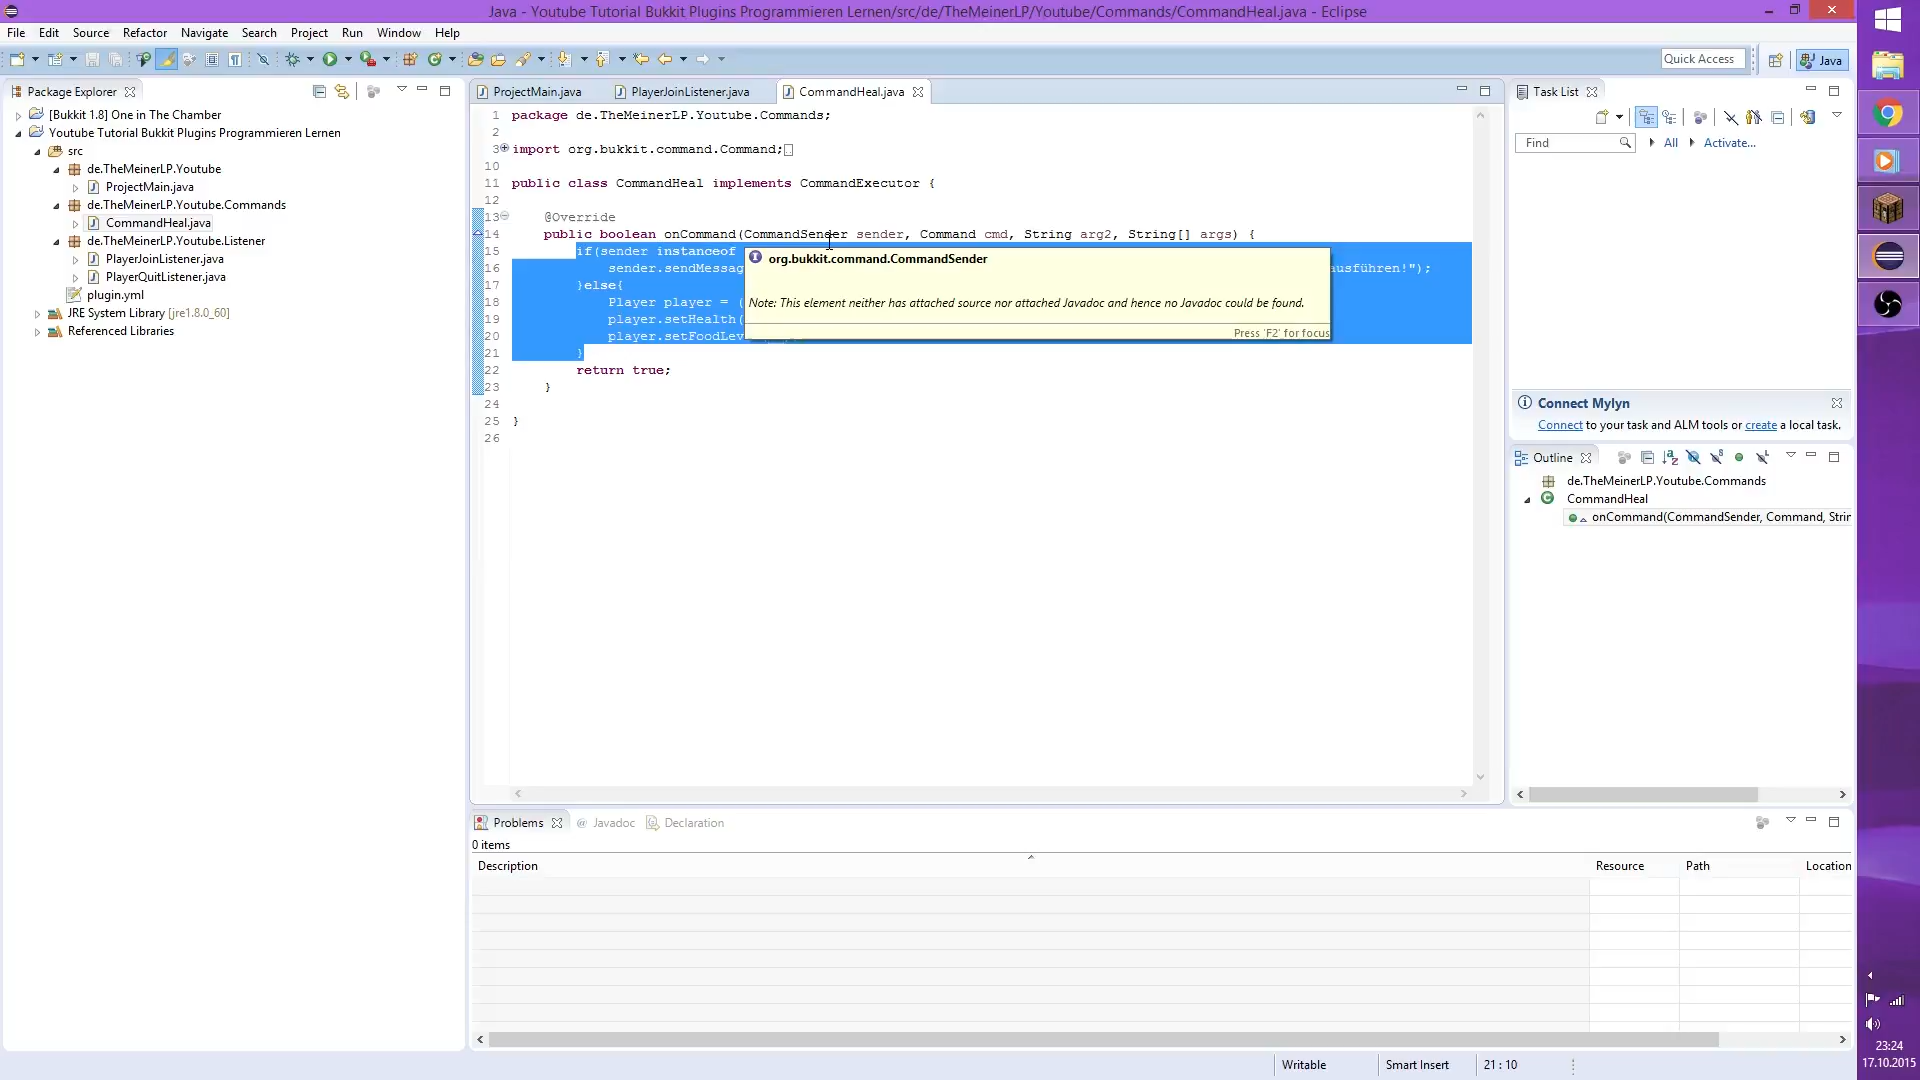 Java - Youtube Tutorial Bukkit Plugins Programmieren Lernen/src/de/TheMeinerLP/Youtube/Commands/CommandHeal.java - Eclipse
File Edit Source Refactor Navigate Search Project Run Window Help
Quick Access
Java
Package Explorer
[Bukkit 1.8] One in The Chamber
Youtube Tutorial Bukkit Plugins Programmieren Lernen
src
de.TheMeinerLP.Youtube
ProjectMain.java
de.TheMeinerLP.Youtube.Commands
CommandHeal.java
de.TheMeinerLP.Youtube.Listener
PlayerJoinListener.java
PlayerQuitListener.java
plugin.yml
JRE System Library [jre1.8.0_60]
Referenced Libraries
ProjectMain.java
PlayerJoinListener.java
CommandHeal.java
1 package de.TheMeinerLP.Youtube.Commands;
2
3 import org.bukkit.command.Command;
10
11 public class CommandHeal implements CommandExecutor {
12
13 @Override
14 public boolean onCommand(CommandSender sender, Command cmd, String arg2, String[] args) {
15 if(sender instanceof
16 sender.sendMessag ausführen!");
17 }else{
18 Player player = (
19 player.setHealth(
20 player.setFoodLev
21 }
22 return true;
23 }
24
25 }
26
org.bukkit.command.CommandSender
Note: This element neither has attached source nor attached Javadoc and hence no Javadoc could be found.
Press 'F2' for focus
Task List
Find
All
Activate...
Connect Mylyn
Connect to your task and ALM tools or create a local task.
Outline
de.TheMeinerLP.Youtube.Commands
CommandHeal
onCommand(CommandSender, Command, Strin
Problems
@ Javadoc
Declaration
0 items
Description Resource Path Location
Writable
Smart Insert
21 : 10
23:24
17.10.2015